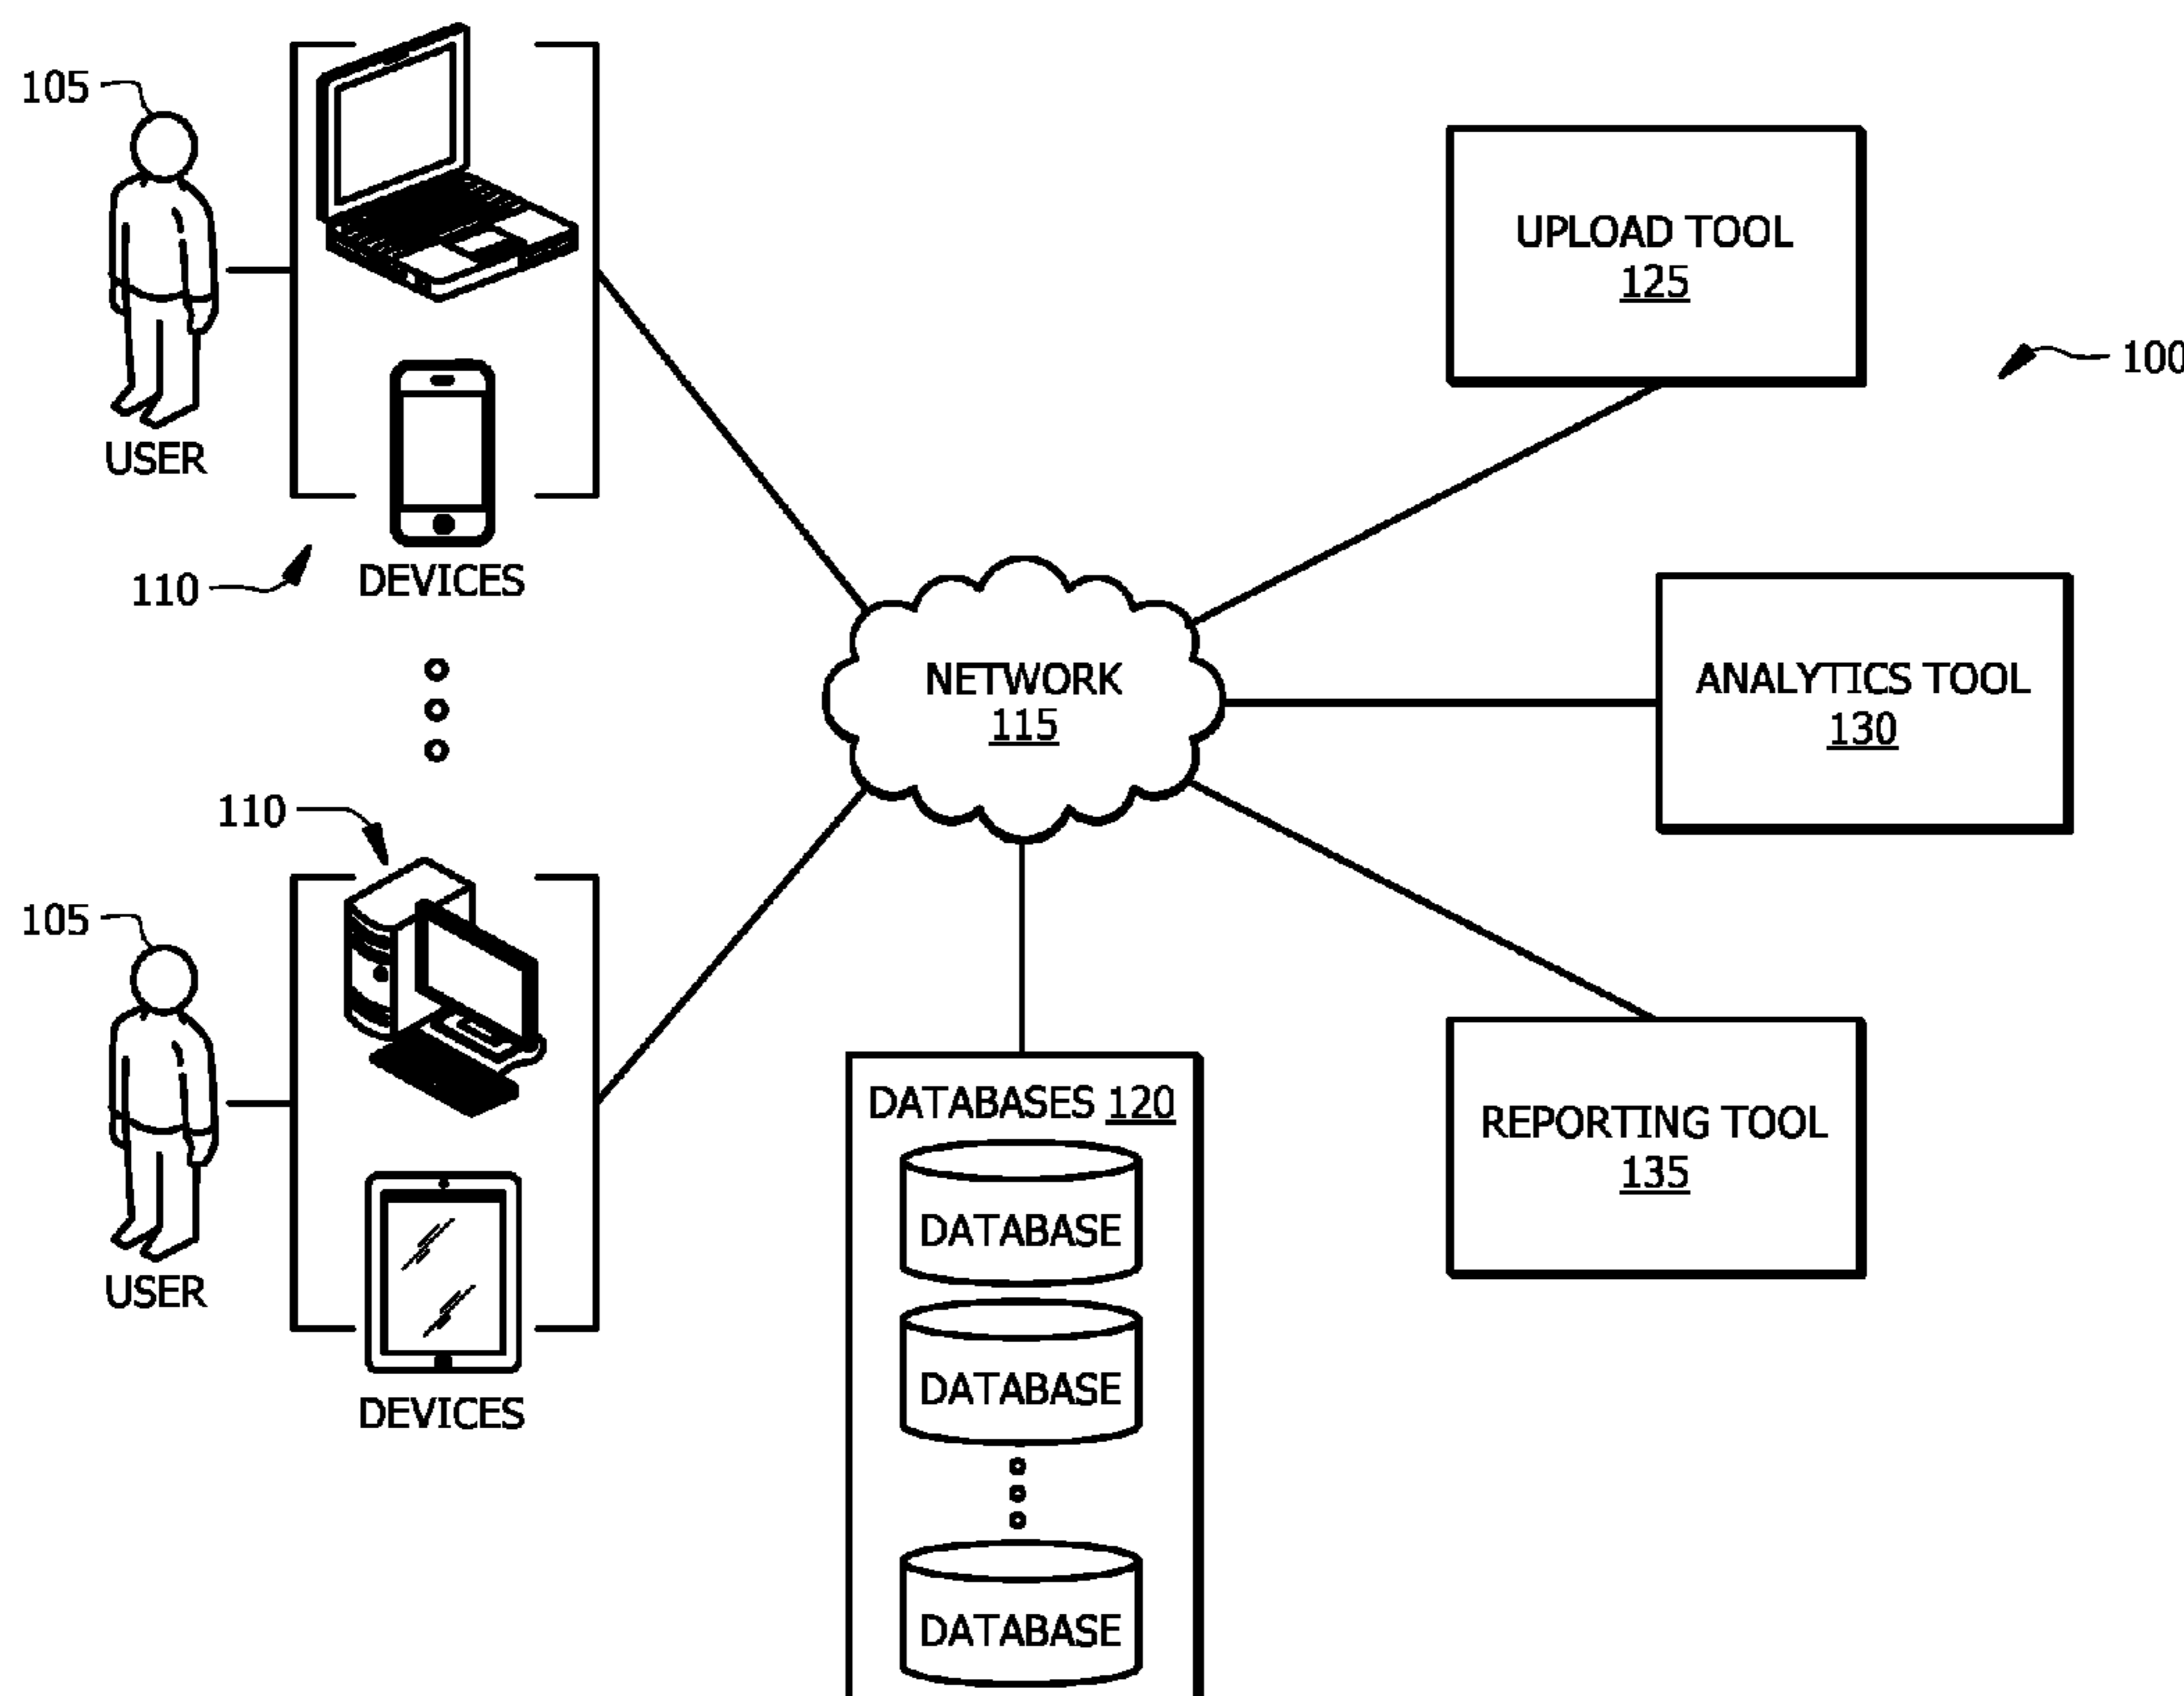 105
USER
110
DEVICES
110
105
USER
DEVICES
NETWORK
115
DATABASES 120
DATABASE
DATABASE
DATABASE
UPLOAD TOOL
125
100
ANALYTICS TOOL
130
REPORTING TOOL
135